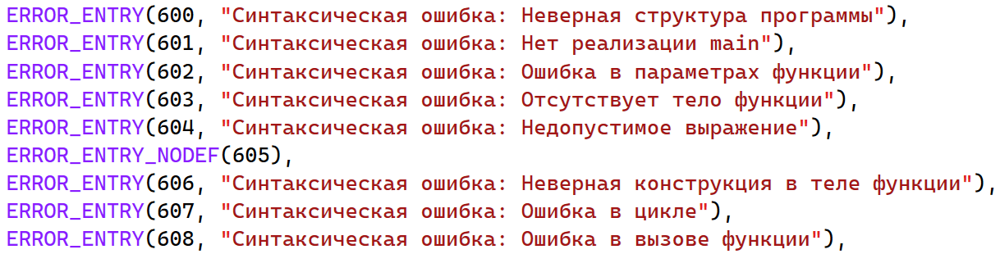 ERROR_ENTRY(600, "Синтаксическая ошибка: Неверная структура программы"),
ERROR_ENTRY(601, "Синтаксическая ошибка: Нет реализации main"),
ERROR_ENTRY(602, "Синтаксическая ошибка: Ошибка в параметрах функции"),
ERROR_ENTRY(603, "Синтаксическая ошибка: Отсутствует тело функции"),
ERROR_ENTRY(604, "Синтаксическая ошибка: Недопустимое выражение"),
ERROR_ENTRY_NODEF(605),
ERROR_ENTRY(606, "Синтаксическая ошибка: Неверная конструкция в теле функции"),
ERROR_ENTRY(607, "Синтаксическая ошибка: Ошибка в цикле"),
ERROR_ENTRY(608, "Синтаксическая ошибка: Ошибка в вызове функции"),